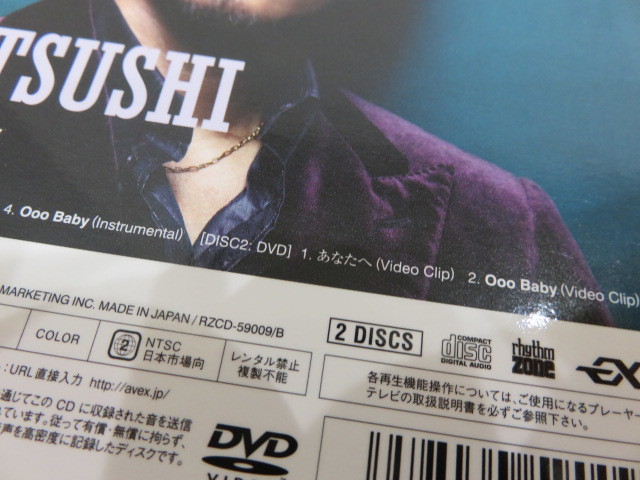 TSUSHI
4. Ooo Baby (Instrumental) [DISC2: DVD] 1. あなたへ (Video Clip) 2. Ooo Baby (Video Clip)
MARKETING INC. MADE IN JAPAN / RZCD-59009/B
2 DISCS
COMPACT
DIGITAL AUDIO
rhythm
zone
EX
COLOR
2
NTSC
日本市場向
レンタル禁止
複製不能
各再生機能操作については、ご使用になるプレーヤー
テレビの取扱説明書を必ずご参照下さい。
:URL 直接入力 http://avex.jp/
通じてこの CD に収録された音を送信
ています。従って有償・無償に拘らず、
声を高密度に記録したディスクです。
DVD